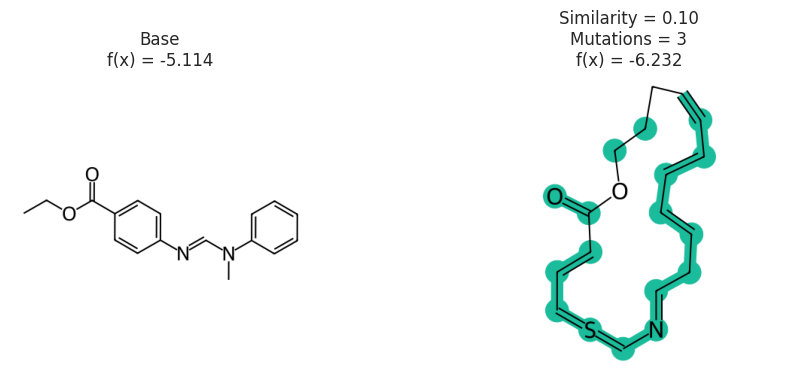 Base
f(x) = -5.114
O
O
N
N
Similarity = 0.10
Mutations = 3
f(x) = -6.232
O
O
S
N